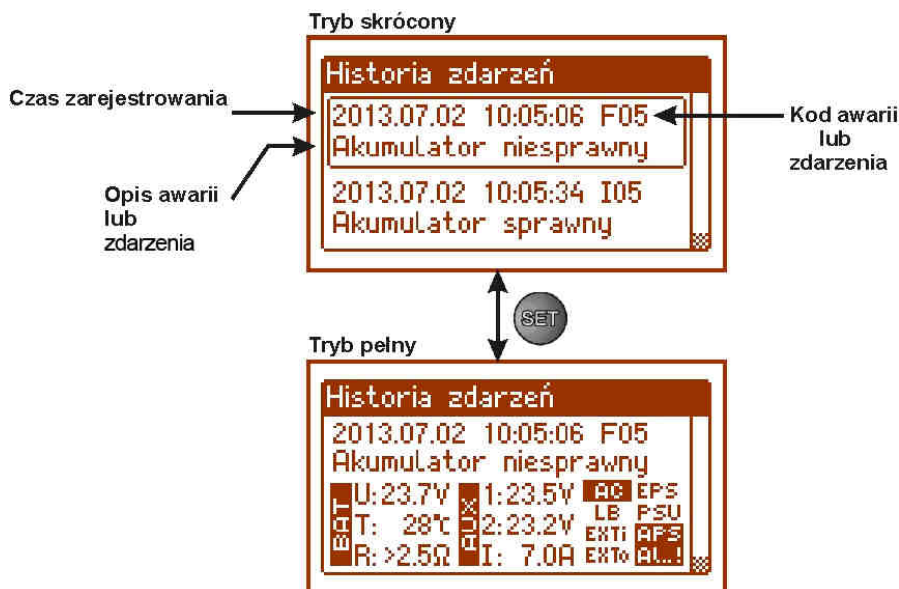 Tryb skrócony
Historia zdarzeń
Czas zarejestrowania
2013.07.02 10:05:06 F05
Akumulator niesprawny
Kod awarii
lub
zdarzenia
Opis awarii
lub
zdarzenia
2013.07.02 10:05:34 I05
Akumulator sprawny
SET
Tryb pełny
Historia zdarzeń
2013.07.02 10:05:06 F05
Akumulator niesprawny
BAT U:23.7V AUX 1:23.5V AC EPS
LB PSU
T: 28℃ 2:23.2V EXTi APS
R: >2.5Ω I: 7.0A EXTo AL..!